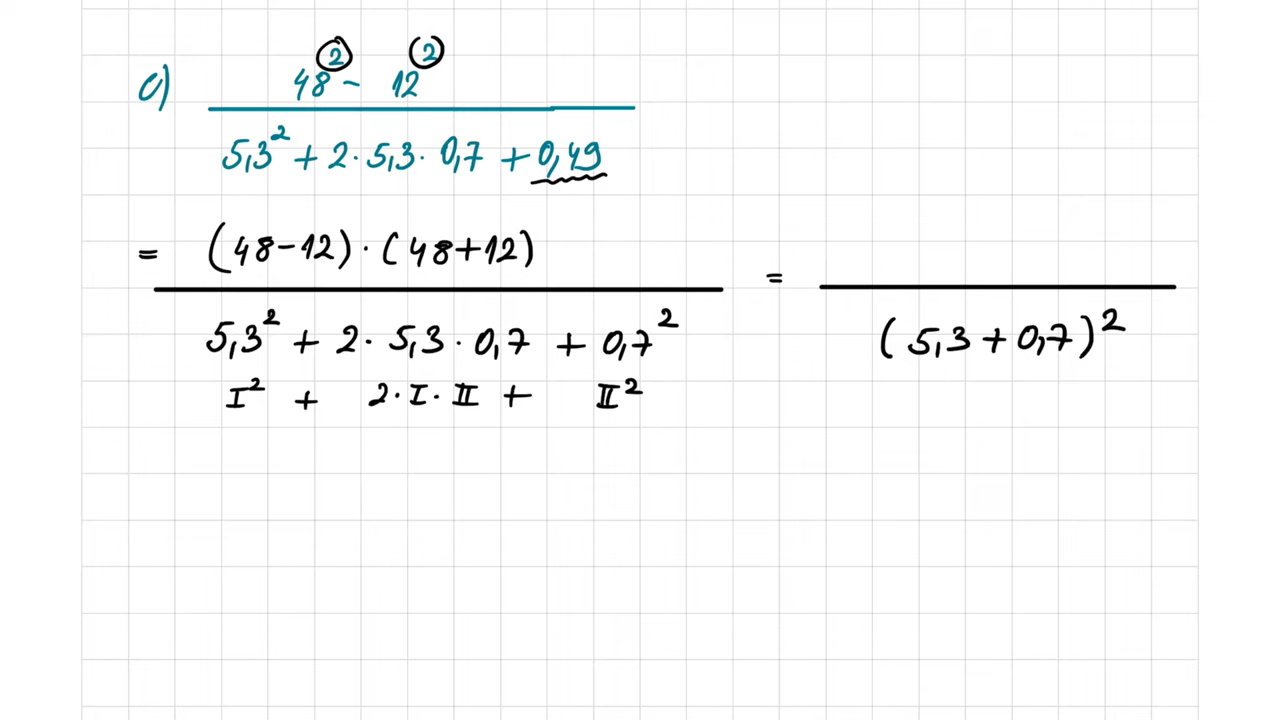 c) 48² - 12²
5,3² + 2 · 5,3 · 0,7 + 0,49
= (48-12) · (48+12)
5,3² + 2 · 5,3 · 0,7 + 0,7² = (5,3 + 0,7)²
I² + 2 · I · II + II²